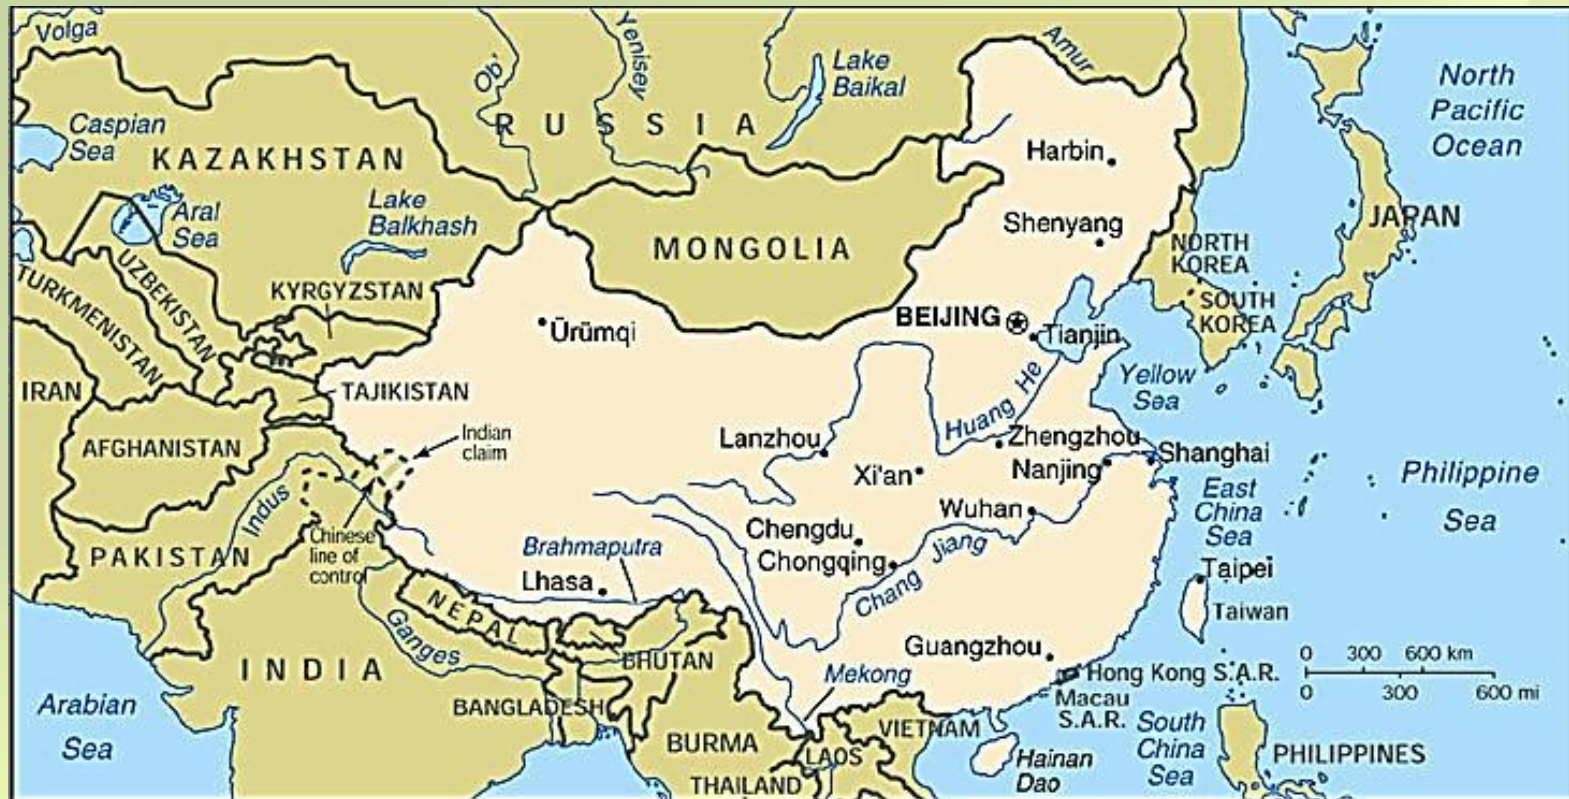 Volga
Ob'
Yenisey
Lake
Baikal
Amur
North
Pacific
Ocean
Caspian
Sea
RUSSIA
KAZAKHSTAN
Harbin
Aral
Sea
Lake
Balkhash
Shenyang
JAPAN
MONGOLIA
NORTH
KOREA
UZBEKISTAN
TURKMENISTAN
KYRGYZSTAN
SOUTH
KOREA
BEIJING
Tianjin
Ürümqi
IRAN
TAJIKISTAN
Yellow
Sea
Huang He
AFGHANISTAN
Indian
claim
Lanzhou
Zhengzhou
Xi'an
Nanjing
Shanghai
Philippine
Sea
Indus
East
China
Sea
Wuhan
Chinese
line of
control
Chengdu
Chongqing
Chang Jiang
PAKISTAN
Brahmaputra
Lhasa
Taipei
Taiwan
NEPAL
Ganges
INDIA
BHUTAN
Guangzhou
0 300 600 km
0 300 600 mi
Mekong
Hong Kong S.A.R.
Macau
S.A.R.
Arabian
Sea
BANGLADESH
VIETNAM
South
China
Sea
BURMA
LAOS
Hainan
Dao
PHILIPPINES
THAILAND